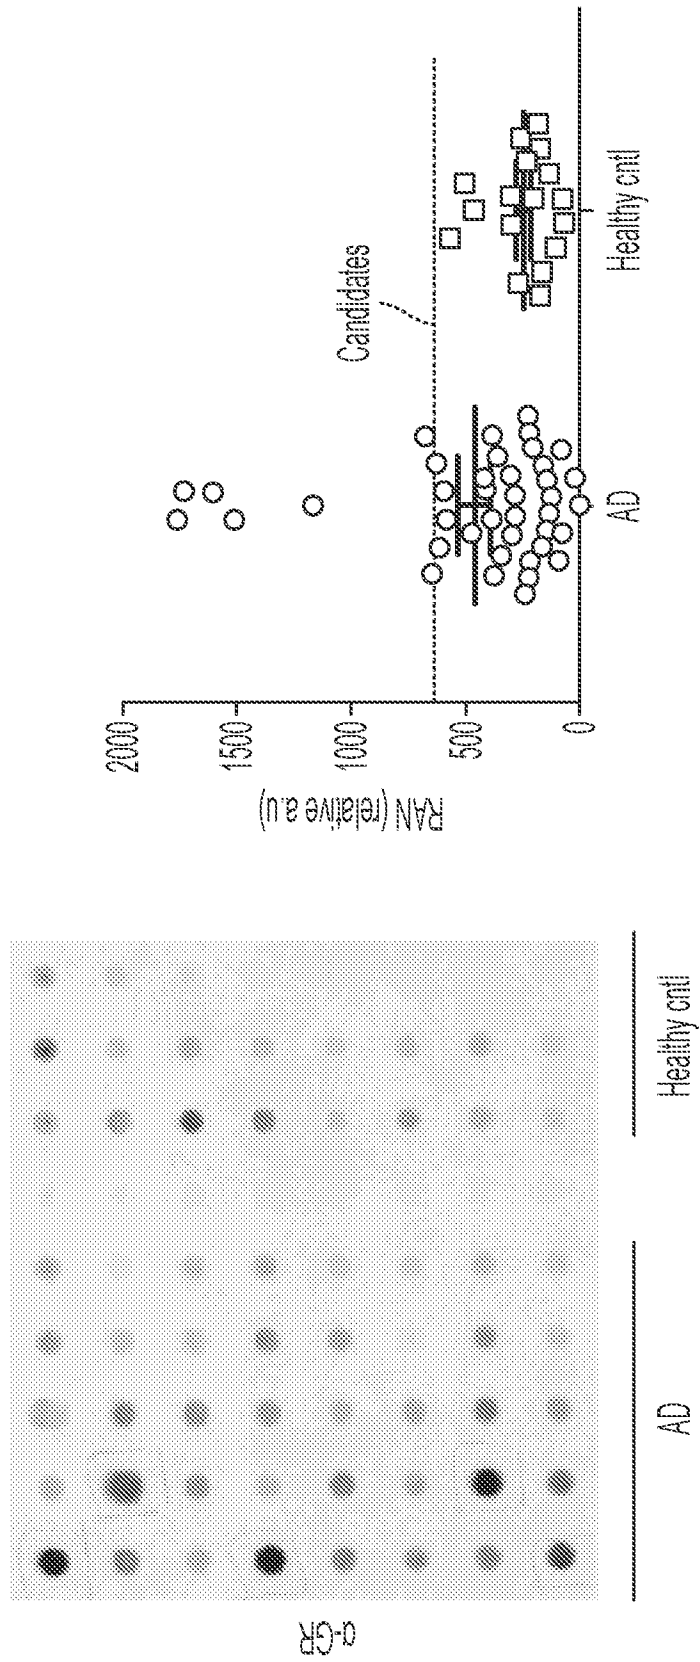 α-GR
AD
Healthy cntl
RAN (relative a.u)
2000
1500
1000
500
0
Candidates
AD
Healthy cntl